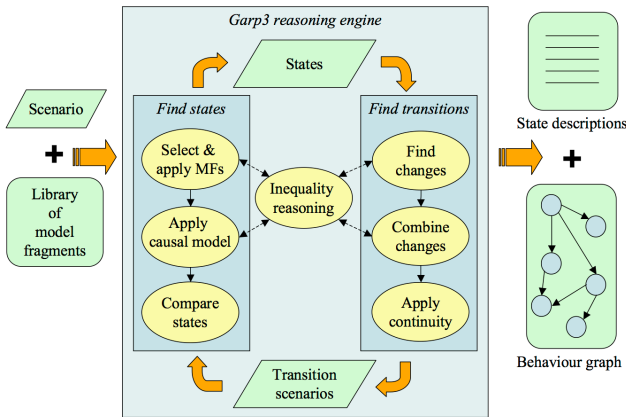 Garp3 reasoning engine
States
Scenario
+
Library
of
model
fragments
Find states
Select &
apply MFs
Apply
causal model
Compare
states
Inequality
reasoning
Find transitions
Find
changes
Combine
changes
Apply
continuity
Transition
scenarios
State descriptions
+
Behaviour graph